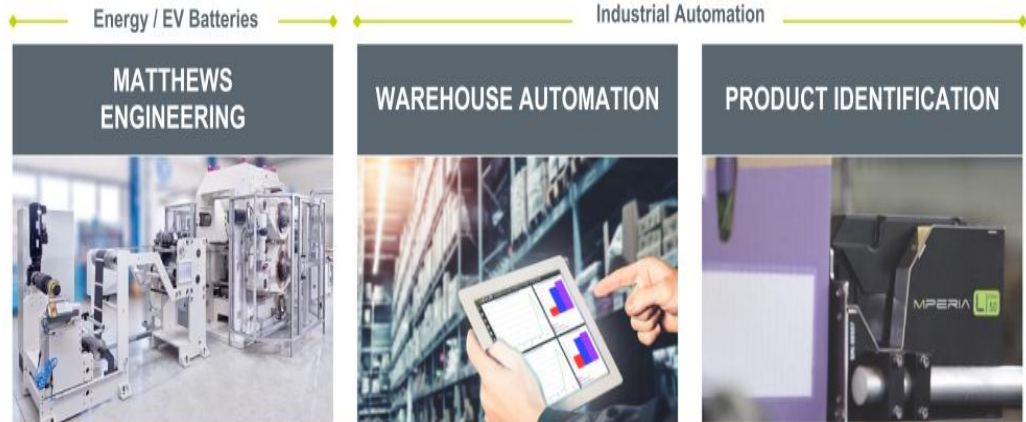 Energy / EV Batteries
Industrial Automation
MATTHEWS
ENGINEERING
WAREHOUSE AUTOMATION
PRODUCT IDENTIFICATION
MPERIA L